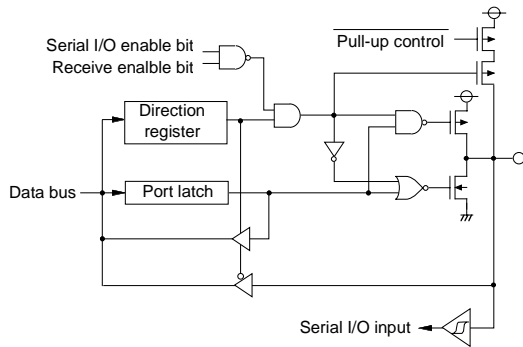 Pull-up control
Serial I/O enable bit
Receive enalble bit
Direction
register
Data bus
Port latch
Serial I/O input